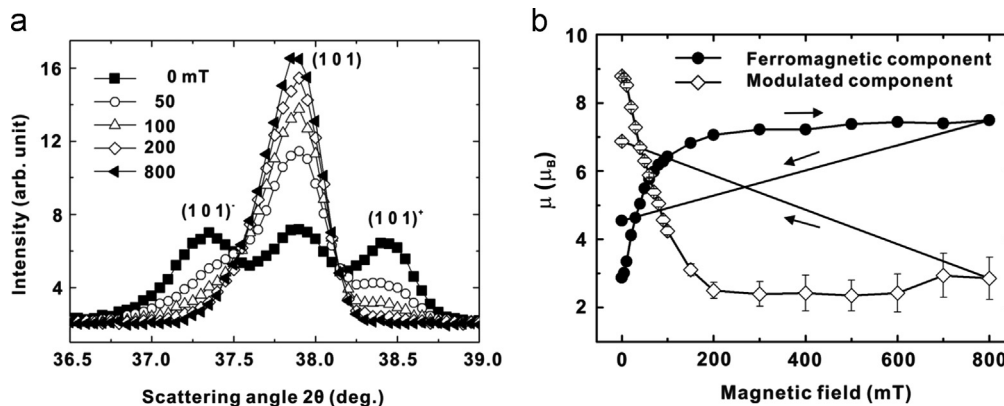 a
Intensity (arb. unit)
16
12
8
4
0 mT
50
100
200
800
(1 0 1)
(1 0 1)-
(1 0 1)+
36.5 37.0 37.5 38.0 38.5 39.0
Scattering angle 2θ (deg.)
b
μ (μB)
10
8
6
4
2
1
Ferromagnetic component
Modulated component
0 200 400 600 800
Magnetic field (mT)